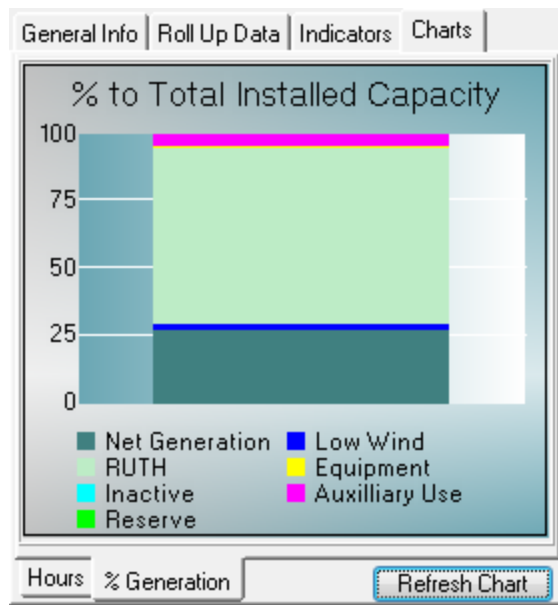 General Info Roll Up Data Indicators Charts
% to Total Installed Capacity
100
75
50
25
0
Net Generation Low Wind
RUTH Equipment
Inactive Auxilliary Use
Reserve
Hours % Generation Refresh Chart